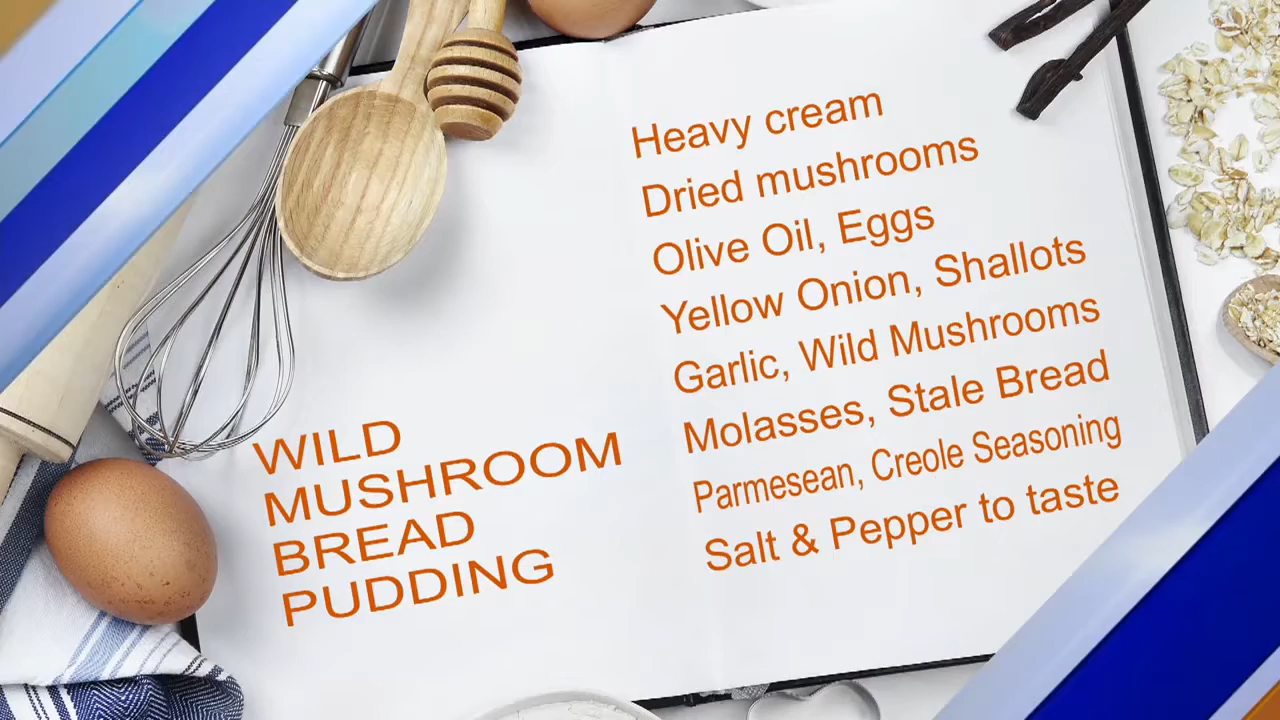 WILD
MUSHROOM
BREAD
PUDDING
Heavy cream
Dried mushrooms
Olive Oil, Eggs
Yellow Onion, Shallots
Garlic, Wild Mushrooms
Molasses, Stale Bread
Parmesean, Creole Seasoning
Salt & Pepper to taste